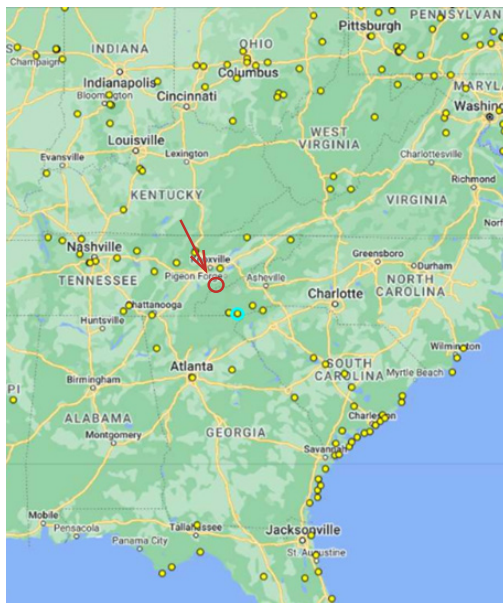 PENNSYLVAN
Pittsburgh
OHIO
INDIANA
Champaign
Columbus
Indianapolis
MARYLA
Bloomington
Cincinnati
Washing
WEST
VIRGINIA
Louisville
Charlottesville
Evansville
Lexington
Richmond
KENTUCKY
VIRGINIA
Norf
Nashville
Greensboro
Durham
TENNESSEE
Pigeon Forge
Asheville
NORTH
CAROLINA
Charlotte
Chattanooga
Huntsville
Wilmington
Atlanta
SOUTH
CAROLINA
Myrtle Beach
Birmingham
PI
ALABAMA
Charleston
GEORGIA
Montgomery
Savannah
Mobile
Pensacola
Tallahassee
Jacksonville
Panama City
St. Augustine